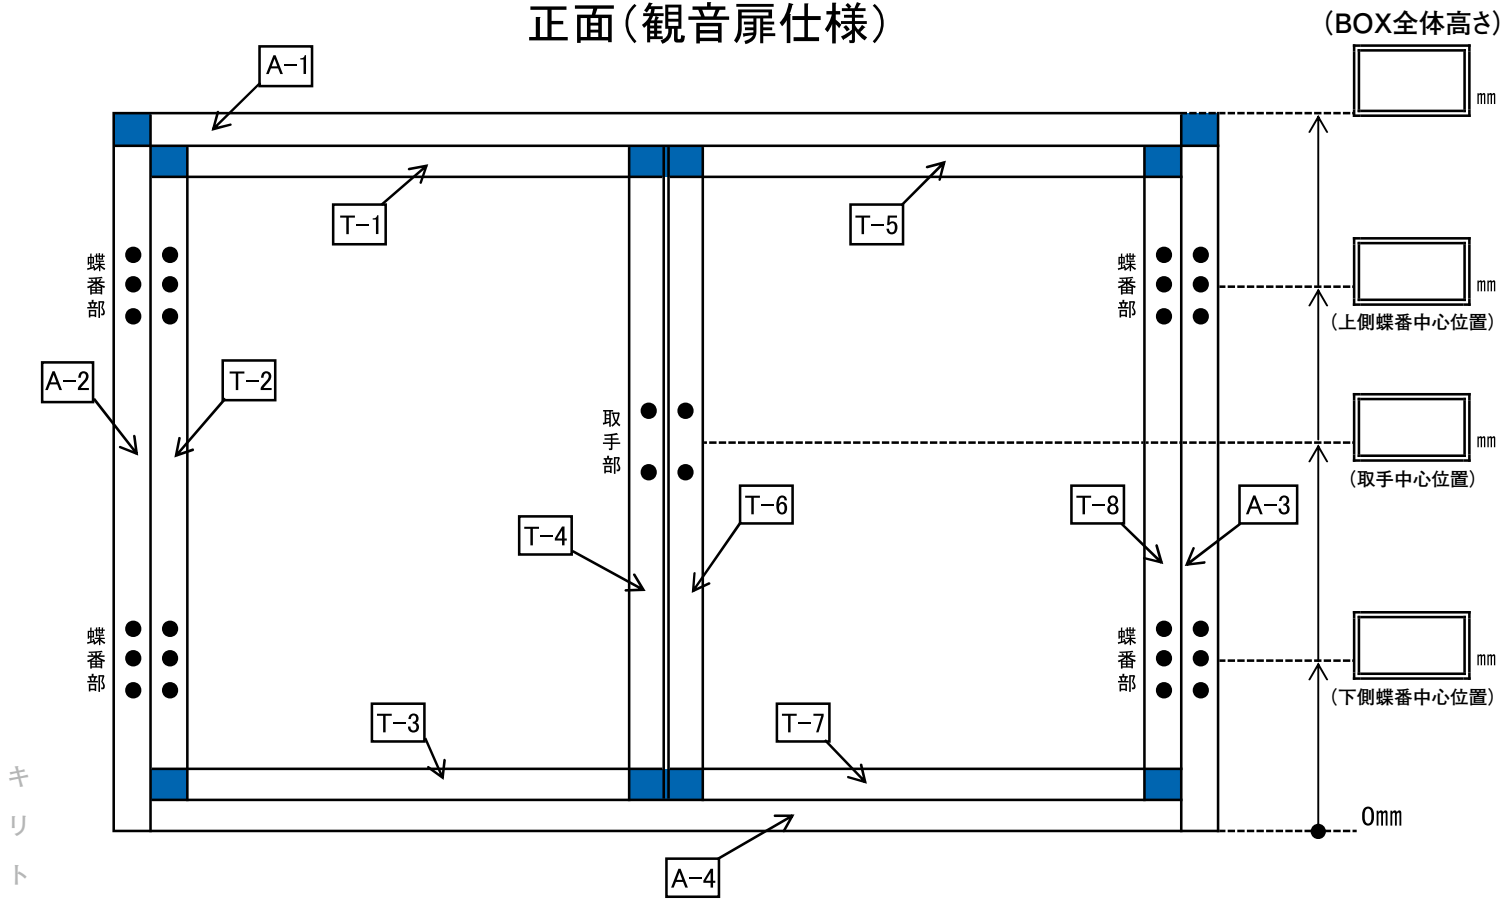 正面(観音扉仕様)
(BOX全体高さ)
A-1
mm
T-1
T-5
蝶番部
蝶番部
mm
(上側蝶番中心位置)
A-2
T-2
取手部
mm
(取手中心位置)
T-4
T-6
T-8
A-3
蝶番部
蝶番部
mm
(下側蝶番中心位置)
T-3
T-7
0mm
A-4
キリト